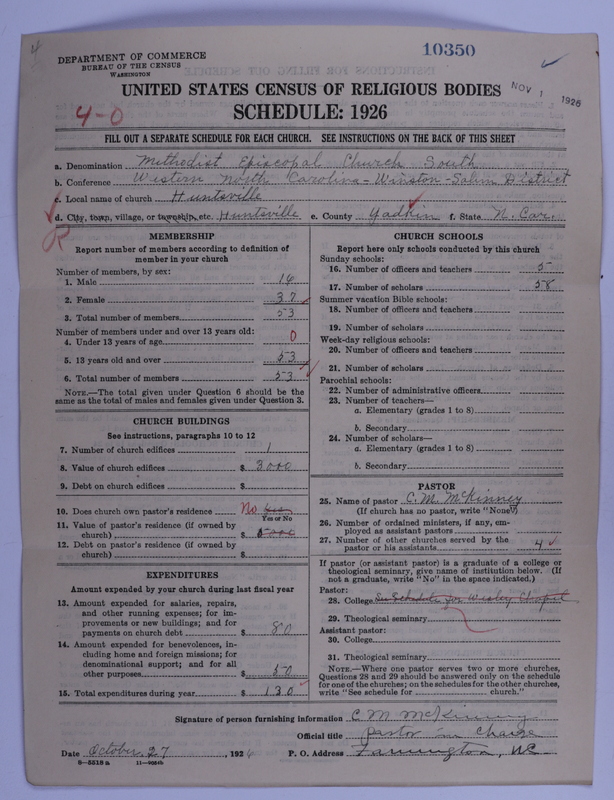 4
10350
DEPARTMENT OF COMMERCE
BUREAU OF THE CENSUS
WASHINGTON
NOV 1 1926
UNITED STATES CENSUS OF RELIGIOUS BODIES
4-0
SCHEDULE: 1926
FILL OUT A SEPARATE SCHEDULE FOR EACH CHURCH. SEE INSTRUCTIONS ON THE BACK OF THIS SHEET
a. Denomination Methodist Episcopal Church South
b. Conference Western North Carolina - Winston-Salem District
c. Local name of church Huntsville
d. City, town, village, or township, etc. Huntsville e. County Yadkin f. State N. Car.
R
MEMBERSHIP
Report number of members according to definition of
member in your church
Number of members, by sex:
1. Male 16
2. Female 37
3. Total number of members 53
Number of members under and over 13 years old:
4. Under 13 years of age 0
5. 13 years old and over 53
6. Total number of members 53
NOTE.—The total given under Question 6 should be
same as the total of males and females given under Question 3.
CHURCH BUILDINGS
See instructions, paragraphs 10 to 12
7. Number of church edifices 1
8. Value of church edifices $ 3000
9. Debt on church edifices $
10. Does church own pastor's residence No yes
Yes or No
11. Value of pastor's residence (if owned by
church) $ 5000
12. Debt on pastor's residence (if owned by
church) $
EXPENDITURES
Amount expended by your church during last fiscal year
13. Amount expended for salaries, repairs,
and other running expenses; for im-
provements or new buildings; and for
payments on church debt $ 80
14. Amount expended for benevolences, in-
cluding home and foreign missions; for
denominational support; and for all
other purposes $ 50
15. Total expenditures during year $ 130
CHURCH SCHOOLS
Report here only schools conducted by this church
Sunday schools:
16. Number of officers and teachers 5
17. Number of scholars 58
Summer vacation Bible schools:
18. Number of officers and teachers
19. Number of scholars
Week-day religious schools:
20. Number of officers and teachers
21. Number of scholars
Parochial schools:
22. Number of administrative officers
23. Number of teachers—
a. Elementary (grades 1 to 8)
b. Secondary
24. Number of scholars—
a. Elementary (grades 1 to 8)
b. Secondary
PASTOR
25. Name of pastor C. M. McKinney
(If church has no pastor, write "None")
26. Number of ordained ministers, if any, em-
ployed as assistant pastors
27. Number of other churches served by the
pastor or his assistants 4
If pastor (or assistant pastor) is a graduate of a college or
theological seminary, give name of institution below. (If
not a graduate, write "No" in the space indicated.)
Pastor:
28. College See Schedule for Wesley Chapel
29. Theological seminary
Assistant pastor:
30. College
31. Theological seminary
NOTE.—Where one pastor serves two or more churches,
Questions 28 and 29 should be answered only on the schedule
for one of the churches; on the schedules for the other churches,
write "See schedule for church."
Signature of person furnishing information C M McKinney
Official title Pastor in Charge
Date October 27, 1926 P. O. Address Farmington, N.C.
8-5518a 11-9034b